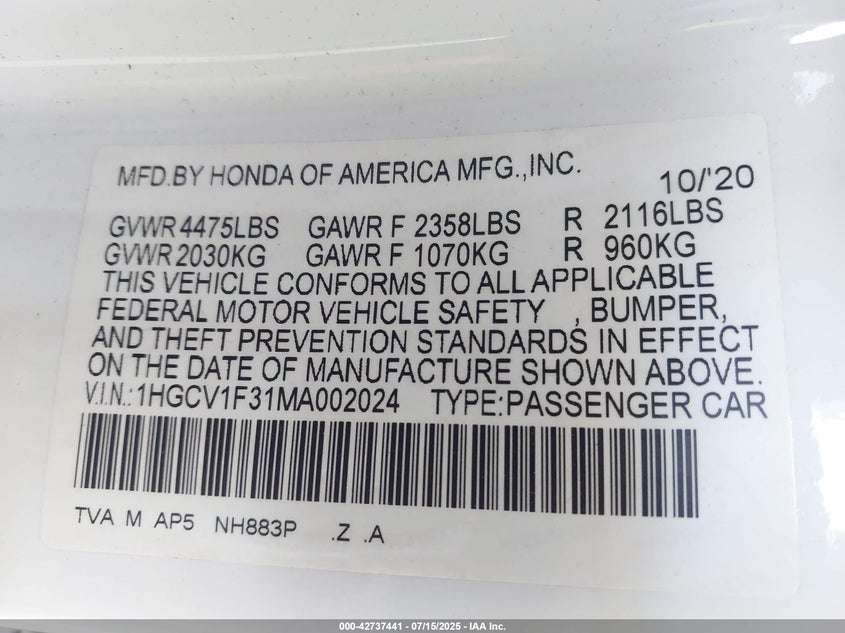 MFD.BY HONDA OF AMERICA MFG.,INC. 10/'20
GVWR 4475LBS GAWR F 2358LBS R 2116LBS
GVWR 2030KG GAWR F 1070KG R 960KG
THIS VEHICLE CONFORMS TO ALL APPLICABLE
FEDERAL MOTOR VEHICLE SAFETY , BUMPER,
AND THEFT PREVENTION STANDARDS IN EFFECT
ON THE DATE OF MANUFACTURE SHOWN ABOVE.
V.I.N.:1HGCV1F31MA002024 TYPE:PASSENGER CAR
TVA M AP5 NH883P .Z .A
000-42737441 - 07/15/2025 - IAA Inc.